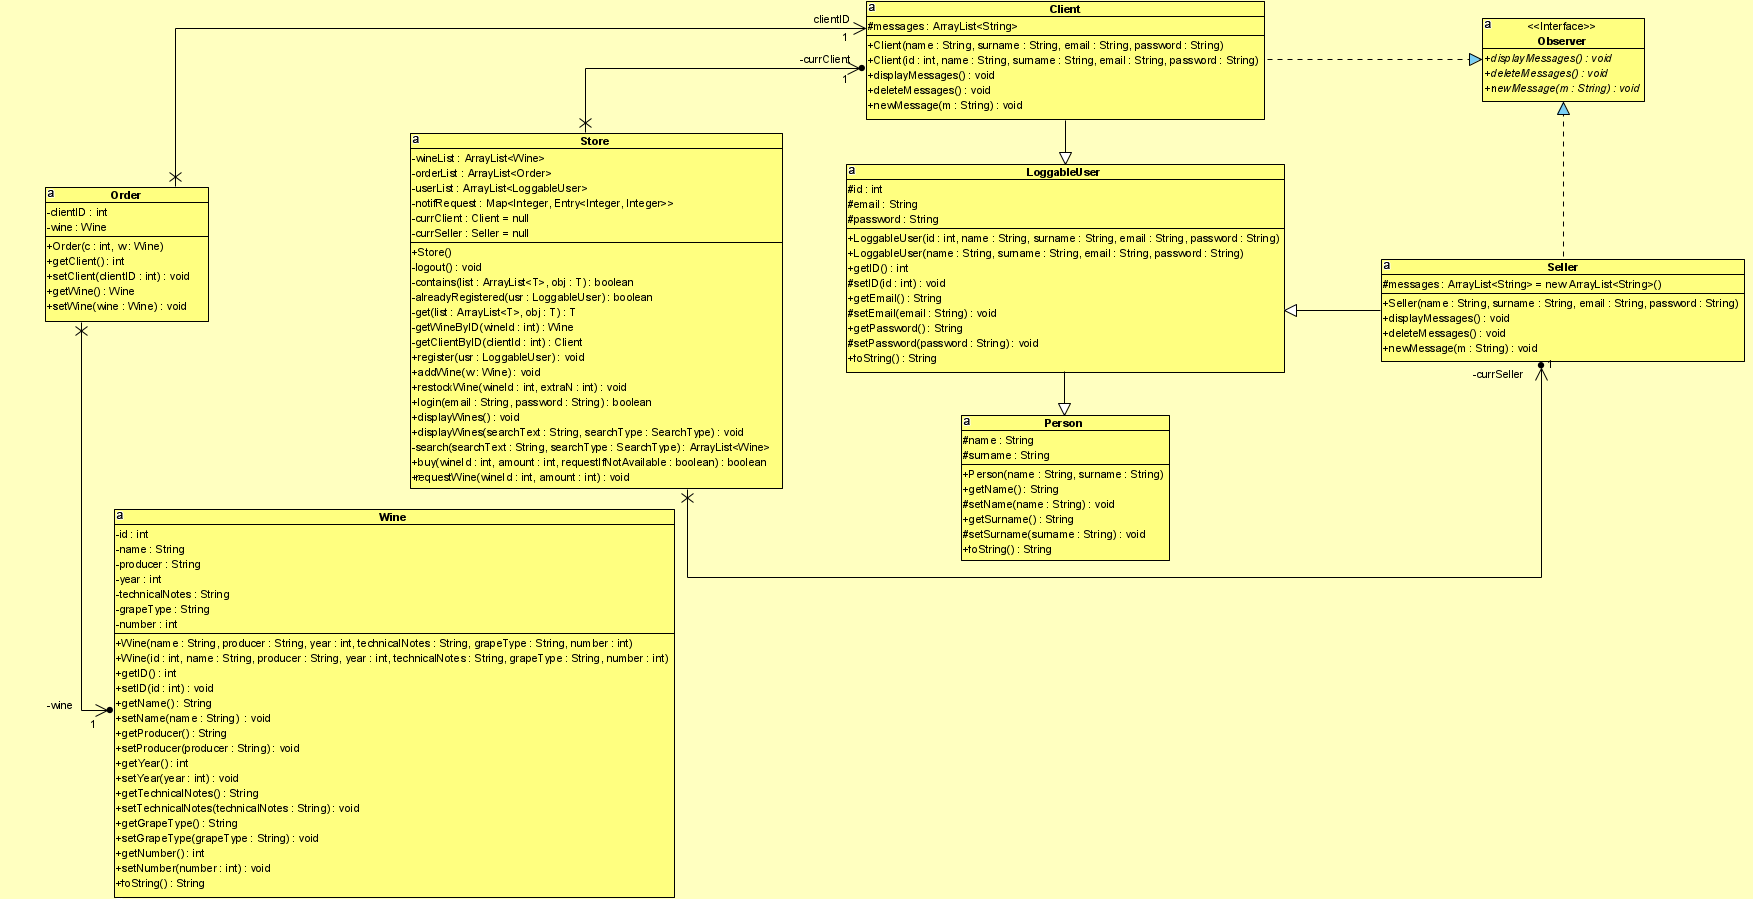 clientID
1
-currClient
1
a
Client
#messages : ArrayList<String>
+Client(name : String, surname : String, email : String, password : String)
+Client(id : int, name : String, surname : String, email : String, password : String)
+displayMessages() : void
+deleteMessages() : void
+newMessage(m : String) : void
a
<<Interface>>
Observer
+displayMessages() : void
+deleteMessages() : void
+newMessage(m : String) : void
a
Store
-wineList : ArrayList<Wine>
-orderList : ArrayList<Order>
-userList : ArrayList<LoggableUser>
-notifRequest : Map<Integer, Entry<Integer, Integer>>
-currClient : Client = null
-currSeller : Seller = null
+Store()
-logout() : void
-contains(list : ArrayList<T>, obj : T) : boolean
-alreadyRegistered(usr : LoggableUser) : boolean
-get(list : ArrayList<T>, obj : T) : T
-getWineByID(wineId : int) : Wine
-getClientByID(clientId : int) : Client
+register(usr : LoggableUser) : void
+addWine(w : Wine) : void
+restockWine(wineId : int, extraN : int) : void
+login(email : String, password : String) : boolean
+displayWines() : void
+displayWines(searchText : String, searchType : SearchType) : void
-search(searchText : String, searchType : SearchType) : ArrayList<Wine>
+buy(wineId : int, amount : int, requestIfNotAvailable : boolean) : boolean
+requestWine(wineId : int, amount : int) : void
a
Order
-clientID : int
-wine : Wine
+Order(c : int, w : Wine)
+getClient() : int
+setClient(clientID : int) : void
+getWine() : Wine
+setWine(wine : Wine) : void
a
LoggableUser
#id : int
#email : String
#password : String
+LoggableUser(id : int, name : String, surname : String, email : String, password : String)
+LoggableUser(name : String, surname : String, email : String, password : String)
+getID() : int
#setID(id : int) : void
+getEmail() : String
#setEmail(email : String) : void
+getPassword() : String
#setPassword(password : String) : void
+toString() : String
a
Seller
#messages : ArrayList<String> = new ArrayList<String>()
+Seller(name : String, surname : String, email : String, password : String)
+displayMessages() : void
+deleteMessages() : void
+newMessage(m : String) : void
1
-currSeller
a
Person
#name : String
#surname : String
+Person(name : String, surname : String)
+getName() : String
#setName(name : String) : void
+getSurname() : String
#setSurname(surname : String) : void
+toString() : String
a
Wine
-id : int
-name : String
-producer : String
-year : int
-technicalNotes : String
-grapeType : String
-number : int
+Wine(name : String, producer : String, year : int, technicalNotes : String, grapeType : String, number : int)
+Wine(id : int, name : String, producer : String, year : int, technicalNotes : String, grapeType : String, number : int)
+getID() : int
+setID(id : int) : void
+getName() : String
+setName(name : String) : void
+getProducer() : String
+setProducer(producer : String) : void
+getYear() : int
+setYear(year : int) : void
+getTechnicalNotes() : String
+setTechnicalNotes(technicalNotes : String) : void
+getGrapeType() : String
+setGrapeType(grapeType : String) : void
+getNumber() : int
+setNumber(number : int) : void
+toString() : String
-wine
1